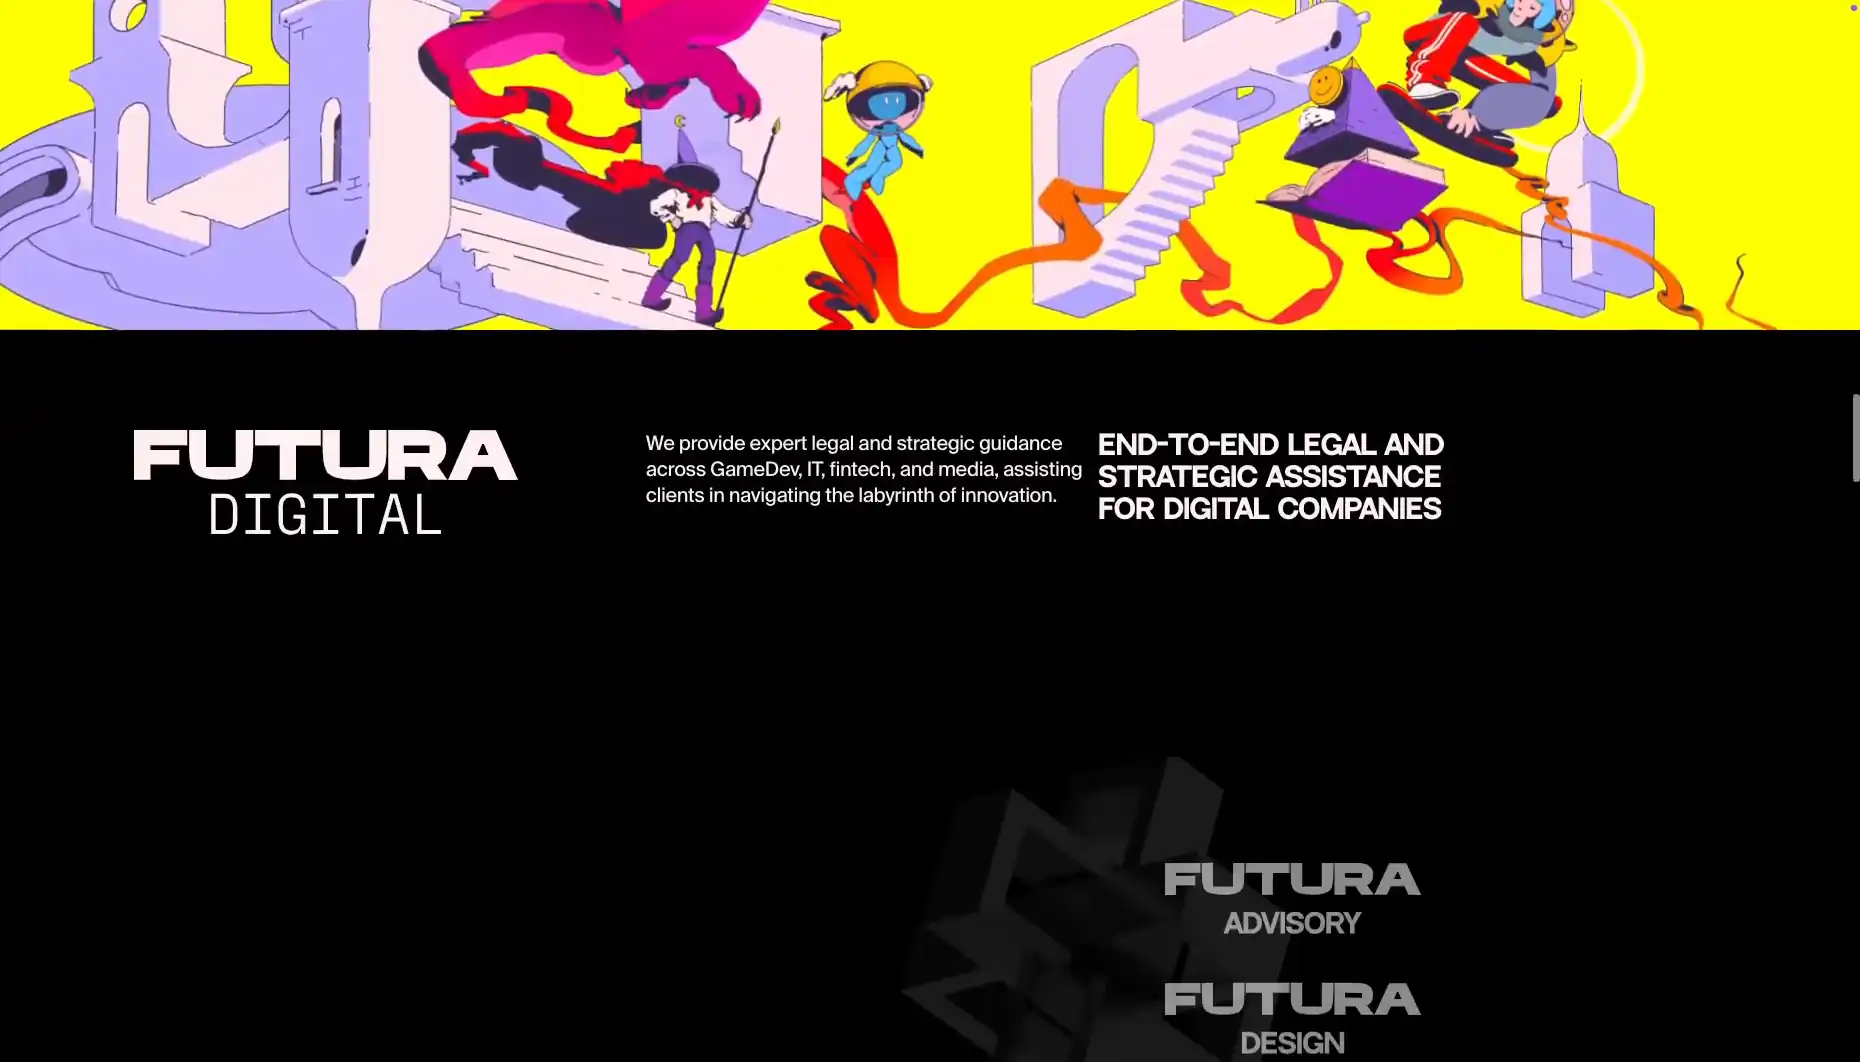 FUTURA
DIGITAL
We provide expert legal and strategic guidance
across GameDev, IT, fintech, and media, assisting
clients in navigating the labyrinth of innovation.
END-TO-END LEGAL AND
STRATEGIC ASSISTANCE
FOR DIGITAL COMPANIES
FUTURA
ADVISORY
FUTURA
DESIGN